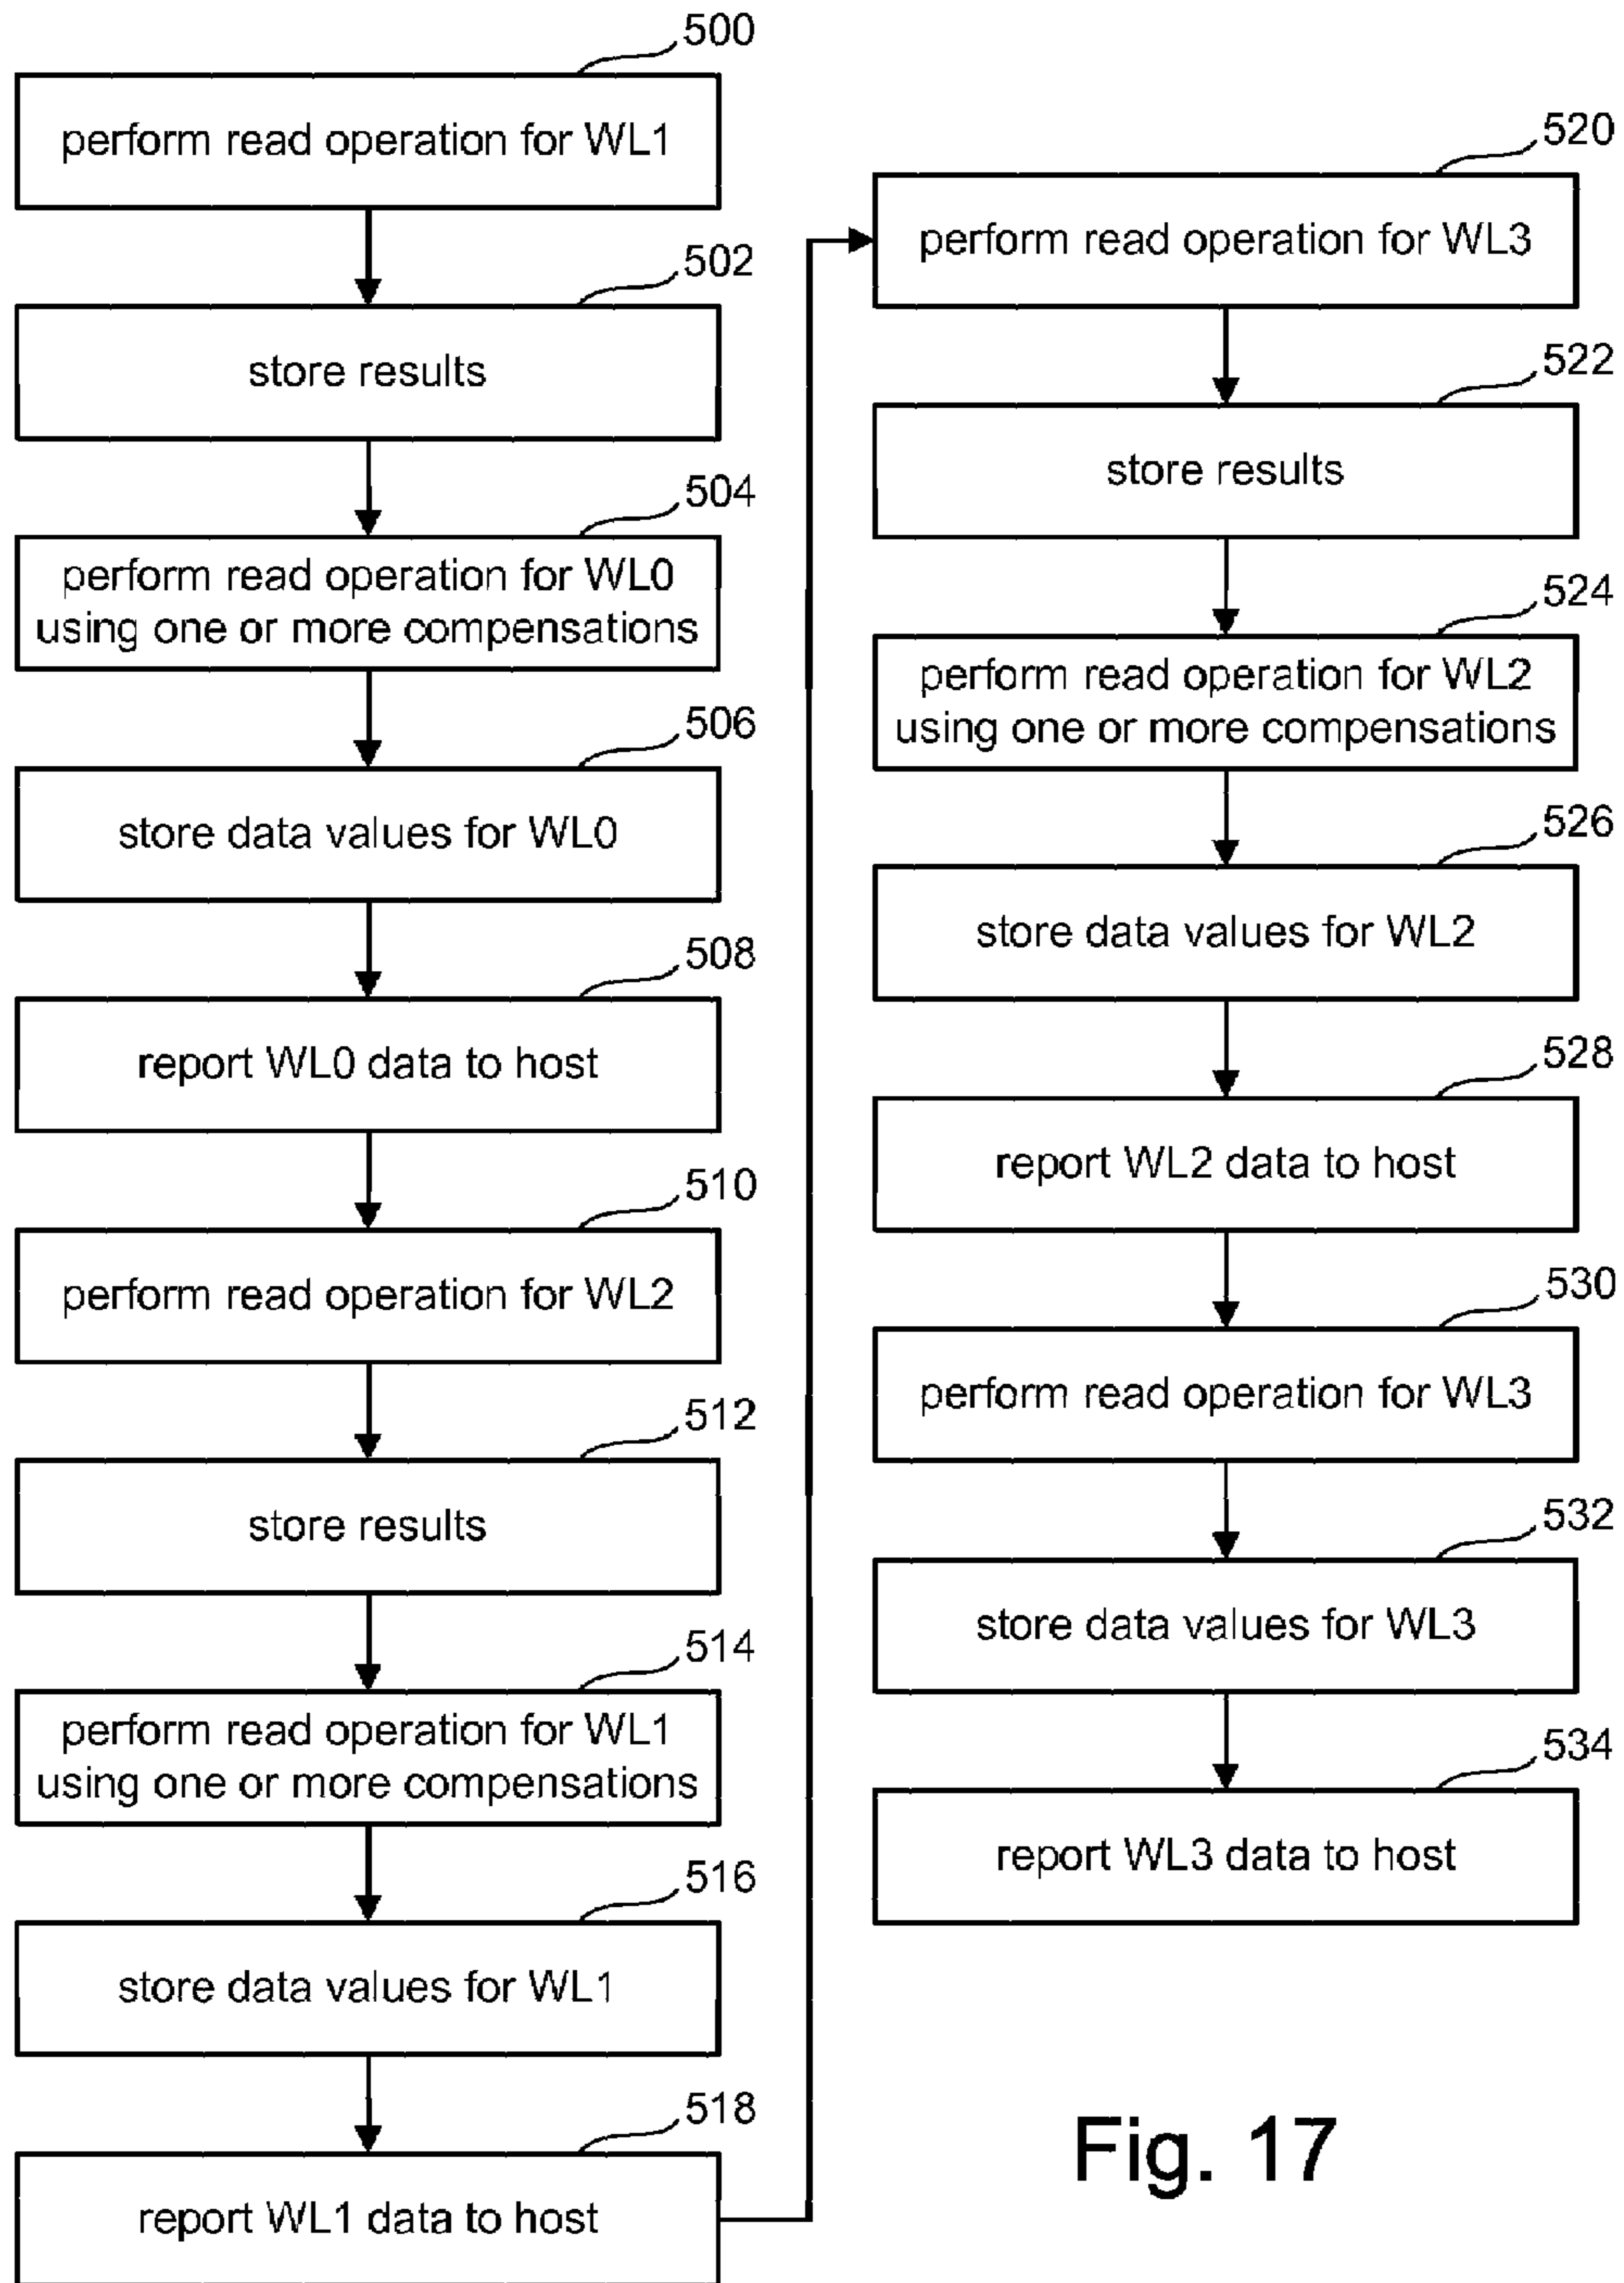 500
perform read operation for WL1
502
store results
504
perform read operation for WL0
using one or more compensations
506
store data values for WL0
508
report WL0 data to host
510
perform read operation for WL2
512
store results
514
perform read operation for WL1
using one or more compensations
516
store data values for WL1
518
report WL1 data to host
520
perform read operation for WL3
522
store results
524
perform read operation for WL2
using one or more compensations
526
store data values for WL2
528
report WL2 data to host
530
perform read operation for WL3
532
store data values for WL3
534
report WL3 data to host
Fig. 17